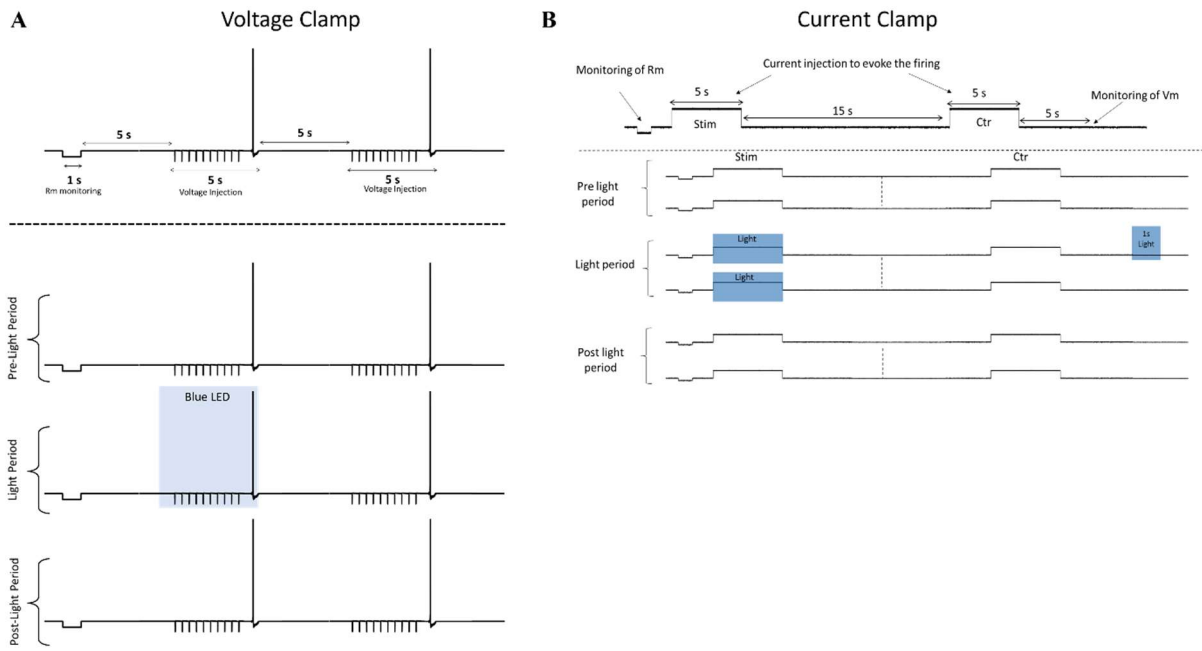 A
Voltage Clamp
5 s
5 s
1 s
Rm monitoring
5 s
Voltage Injection
5 s
Voltage Injection
Pre-Light Period
Blue LED
Light Period
Post-Light Period
B
Current Clamp
Monitoring of Rm
Current injection to evoke the firing
5 s
Stim
15 s
5 s
Ctr
5 s
Monitoring of Vm
Stim
Ctr
Pre light
period
Light period
Light
Light
1s
Light
Post light
period